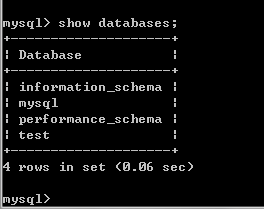 mysql> show databases;
+--------------------+
| Database           |
+--------------------+
| information_schema |
| mysql              |
| performance_schema |
| test               |
+--------------------+
4 rows in set (0.06 sec)
mysql>